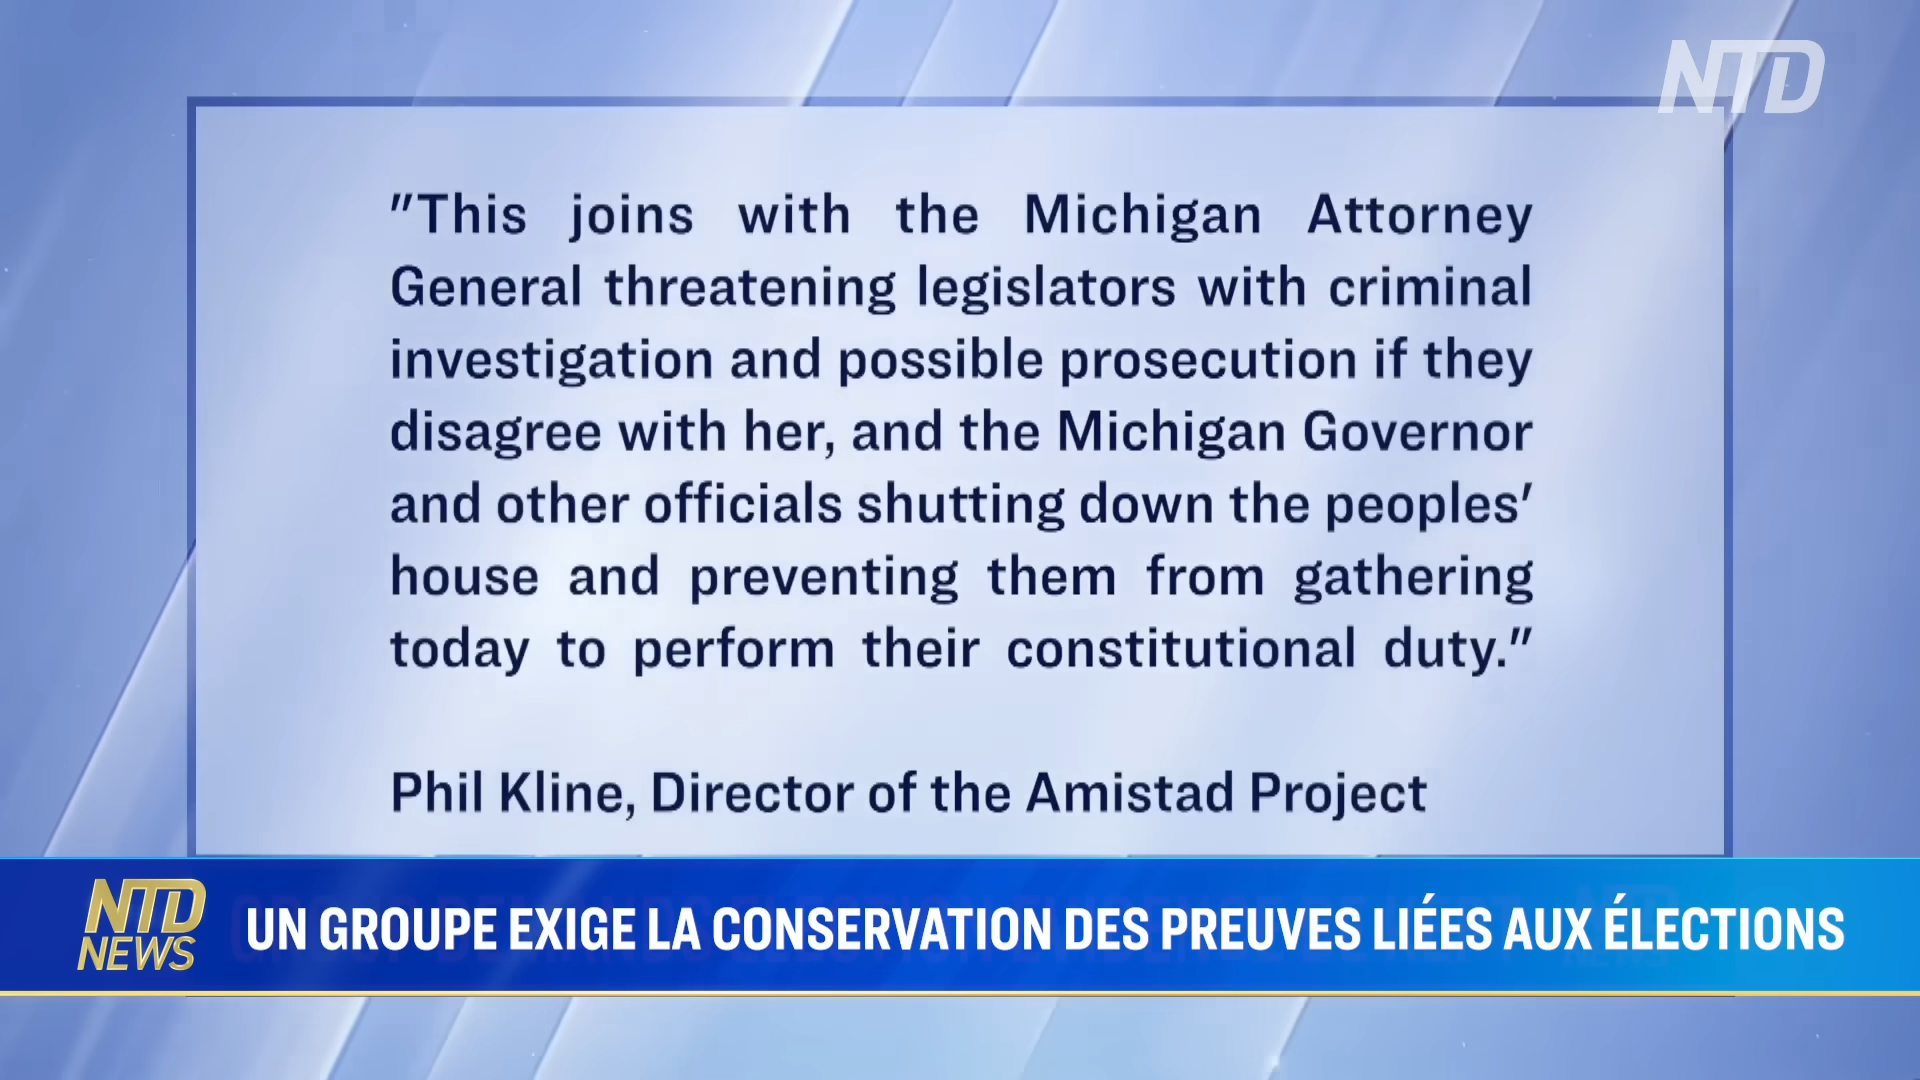 NTD
"This joins with the Michigan Attorney
General threatening legislators with criminal
investigation and possible prosecution if they
disagree with her, and the Michigan Governor
and other officials shutting down the peoples'
house and preventing them from gathering
today to perform their constitutional duty."
Phil Kline, Director of the Amistad Project
NTD
NEWS
UN GROUPE EXIGE LA CONSERVATION DES PREUVES LIÉES AUX ÉLECTIONS